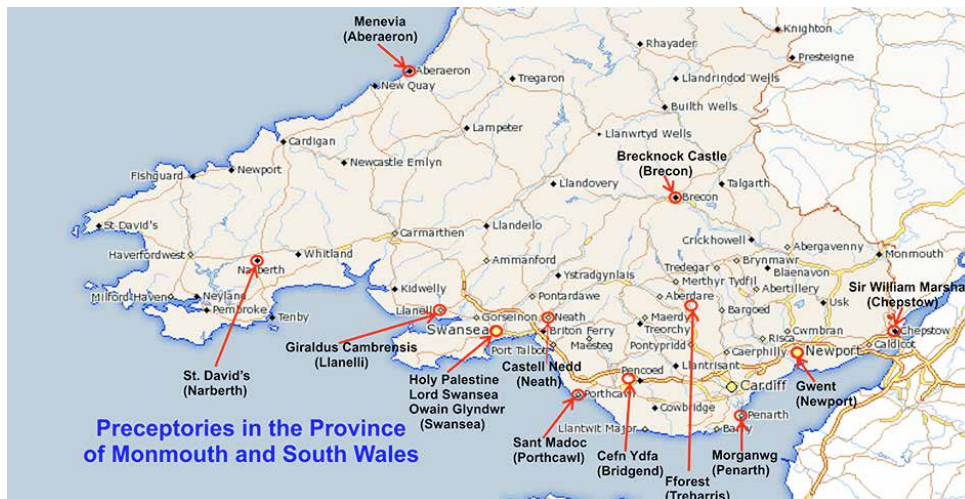 Menevia
(Aberaeron)
Knighton
Rhayader
Presteigne
Aberaeron
Tregaron
Llandrindod Wells
New Quay
Builth Wells
Lampeter
Llanwrtyd Wells
Cardigan
Newcastle Emlyn
Brecknock Castle
(Brecon)
Fishguard
Newport
Llandovery
Talgarth
Brecon
St David's
Carmarthen
Llandello
Crickhowell
Abergavenny
Haverfordwest
Whitland
Ammanford
Monmouth
Narberth
Tredegar
Brynmawr
Blaenavon
Ystradgynlais
Merthyr Tydfil
Sir William Marsha
(Chepstow)
Milford Haven
Neyland
Kidwelly
Pontardawe
Aberdare
Abertillery
Usk
Pembroke
Tenby
Llanelli
Gorseinon
Neath
Maerdy
Bargoed
Swansea
Briton Ferry
Treorchy
Risca
Cwmbran
Chepstow
Caldicot
Giraldus Cambrensis
(Llanelli)
Port Talbot
Maesteg
Pontypridd
Caerphilly
Newport
St. David's
(Narberth)
Holy Palestine
Lord Swansea
Owain Glyndwr
(Swansea)
Castell Nedd
(Neath)
Pencoed
Llantrisant
Cardiff
Gwent
(Newport)
Porthcawl
Cowbridge
Penarth
Preceptories in the Province
of Monmouth and South Wales
Llantwit Major
Barry
Sant Madoc
(Porthcawl)
Cefn Ydfa
(Bridgend)
Fforest
(Treharris)
Morganwg
(Penarth)